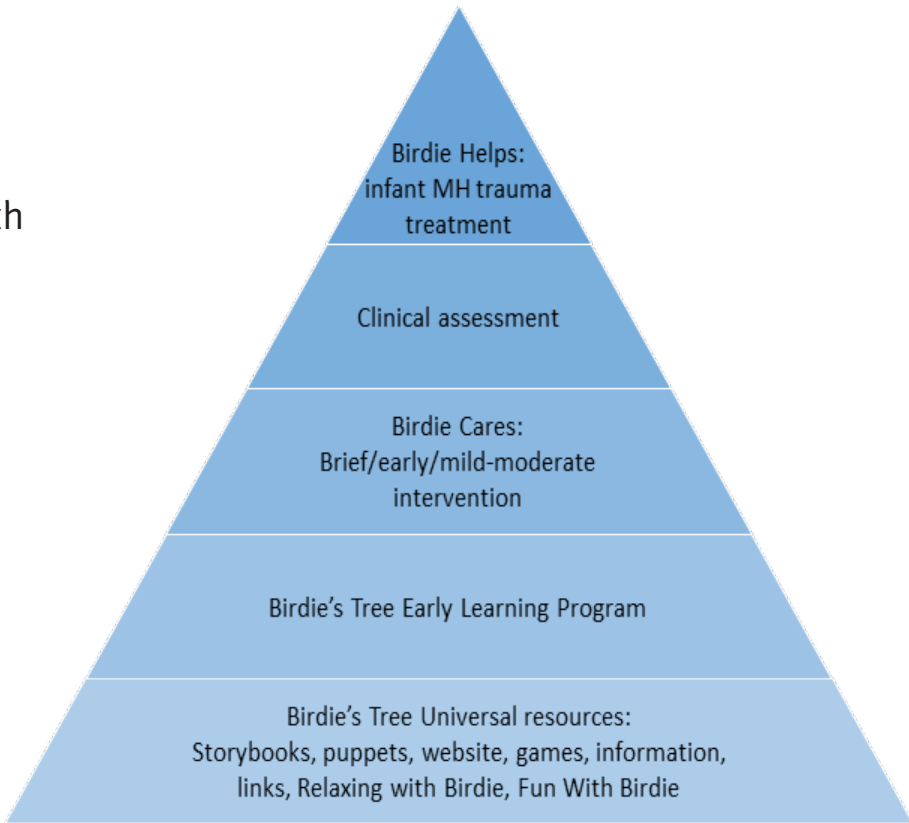 Birdie Helps:
infant MH trauma
treatment
Clinical assessment
Birdie Cares:
Brief/early/mild-moderate
intervention
Birdie's Tree Early Learning Program
Birdie's Tree Universal resources:
Storybooks, puppets, website, games, information,
links, Relaxing with Birdie, Fun With Birdie